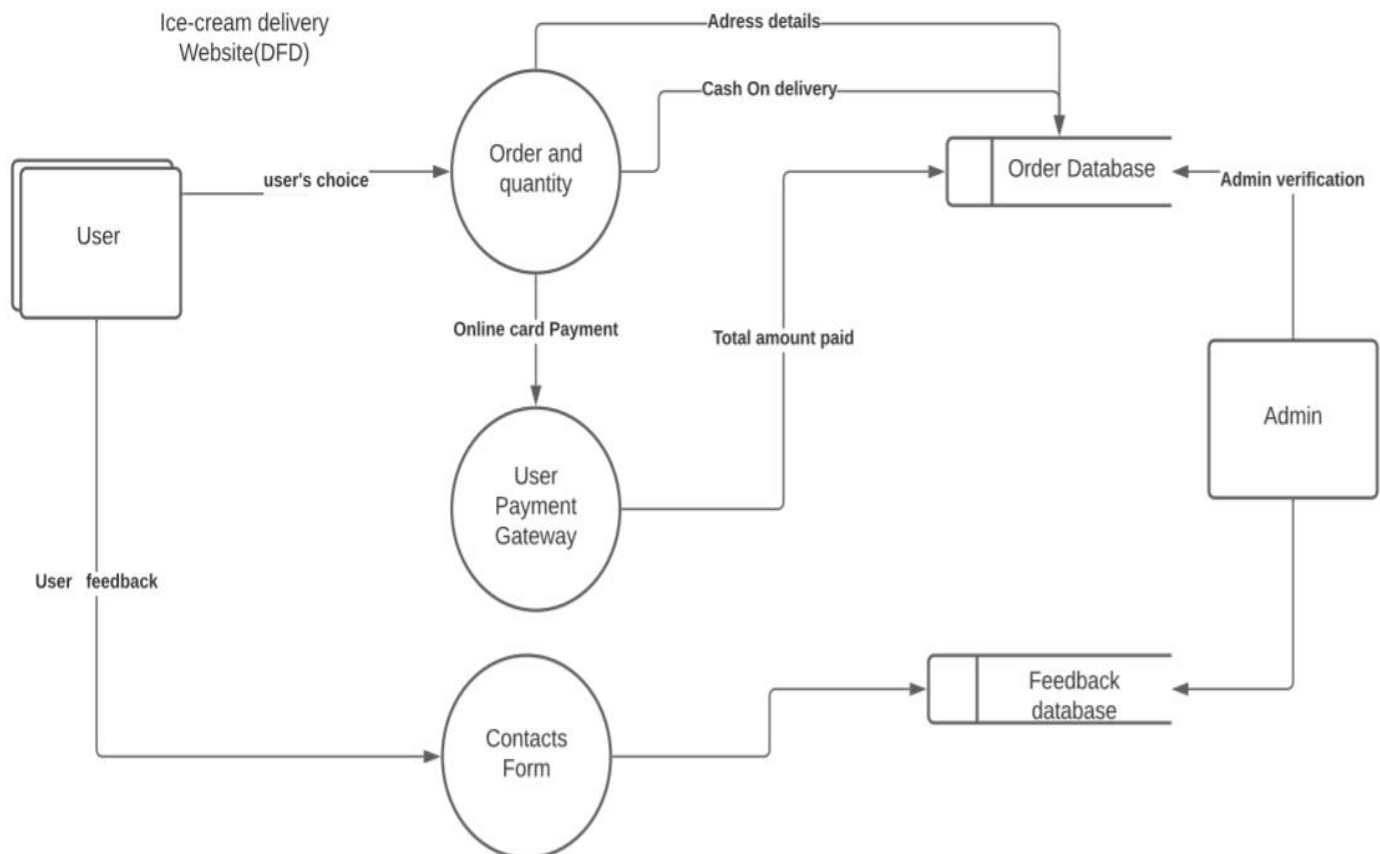 Ice-cream delivery
Website(DFD)
Adress details
Cash On delivery
Order and
quantity
Order Database
user's choice
Admin verification
User
Online card Payment
Total amount paid
Admin
User
Payment
Gateway
User feedback
Feedback
database
Contacts
Form